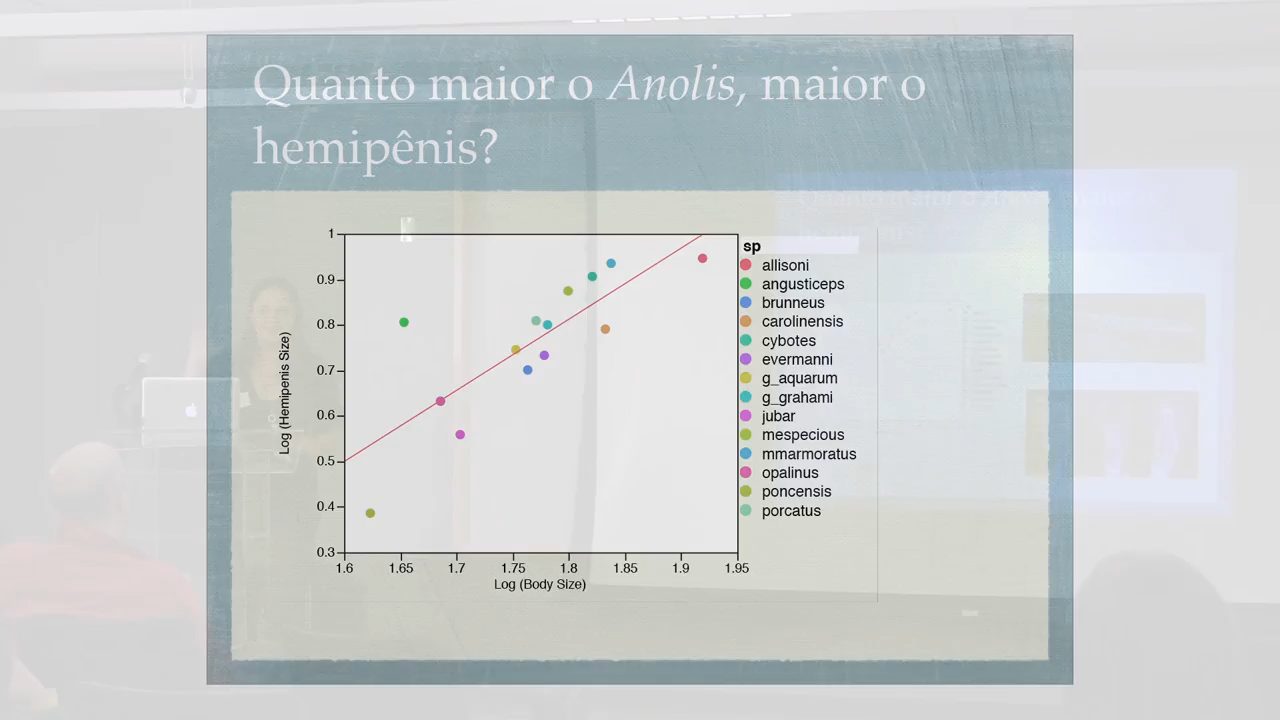 Quanto maior o Anolis, maior o
hemipênis?
sp
allisoni
angusticeps
brunneus
carolinensis
cybotes
evermanni
g_aquarum
g_grahami
jubar
mespecious
mmarmoratus
opalinus
poncensis
porcatus
Log (Hemipenis Size)
1
0.9
0.8
0.7
0.6
0.5
0.4
0.3
1.6 1.65 1.7 1.75 1.8 1.85 1.9 1.95
Log (Body Size)